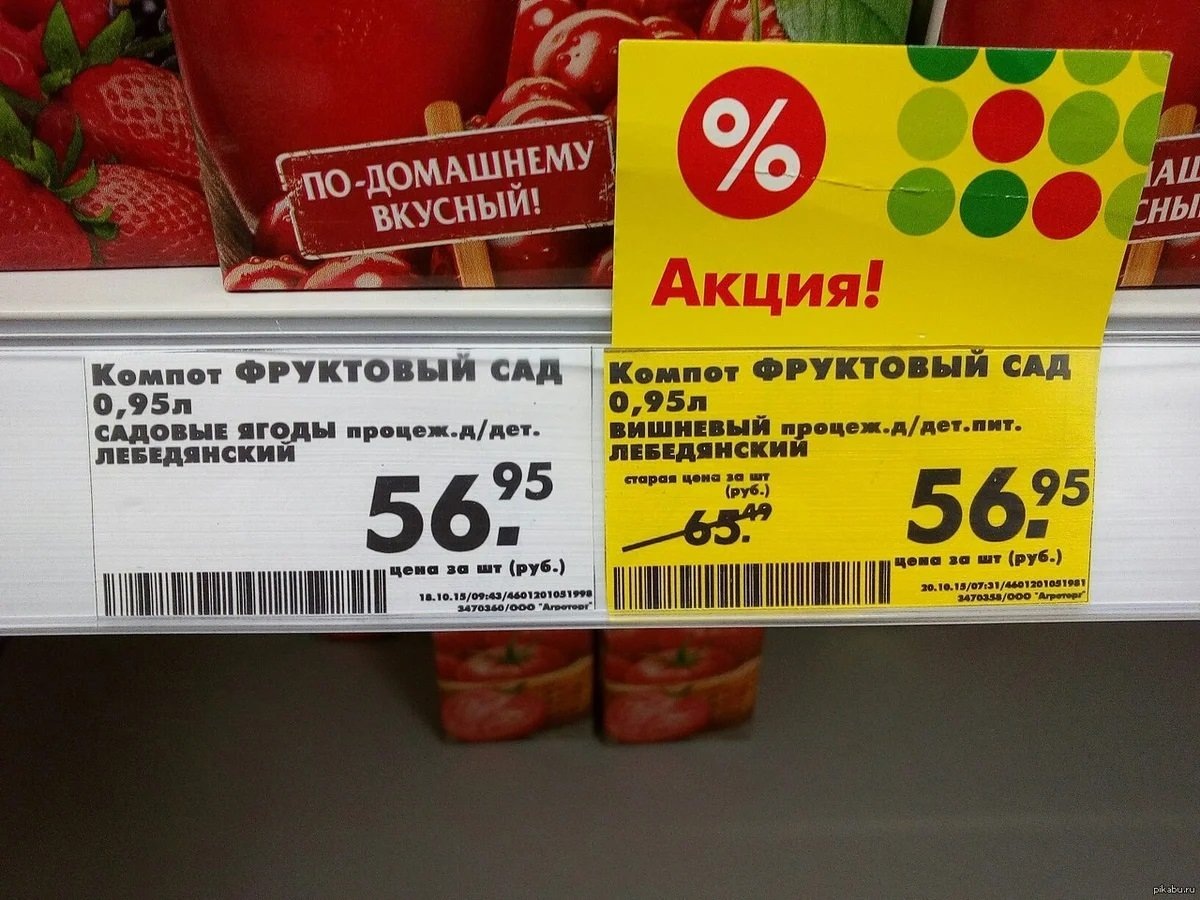 ПО-ДОМАШНЕМУ
ВКУСНЫЙ!
%
Акция!
Компот ФРУКТОВЫЙ САД
0,95л
САДОВЫЕ ЯГОДЫ процеж.д/дет.
ЛЕБЕДЯНСКИЙ
56.95
цена за шт (руб.)
18.10.15/09:43/4601201051998
3470360/ООО "Агроторг"
Компот ФРУКТОВЫЙ САД
0,95л
ВИШНЕВЫЙ процеж.д/дет.пит.
ЛЕБЕДЯНСКИЙ
старая цена за шт
(руб.)
65.49
56.95
цена за шт (руб.)
20.10.15/07:31/4601201051981
3470358/ООО "Агроторг"
pikabu.ru